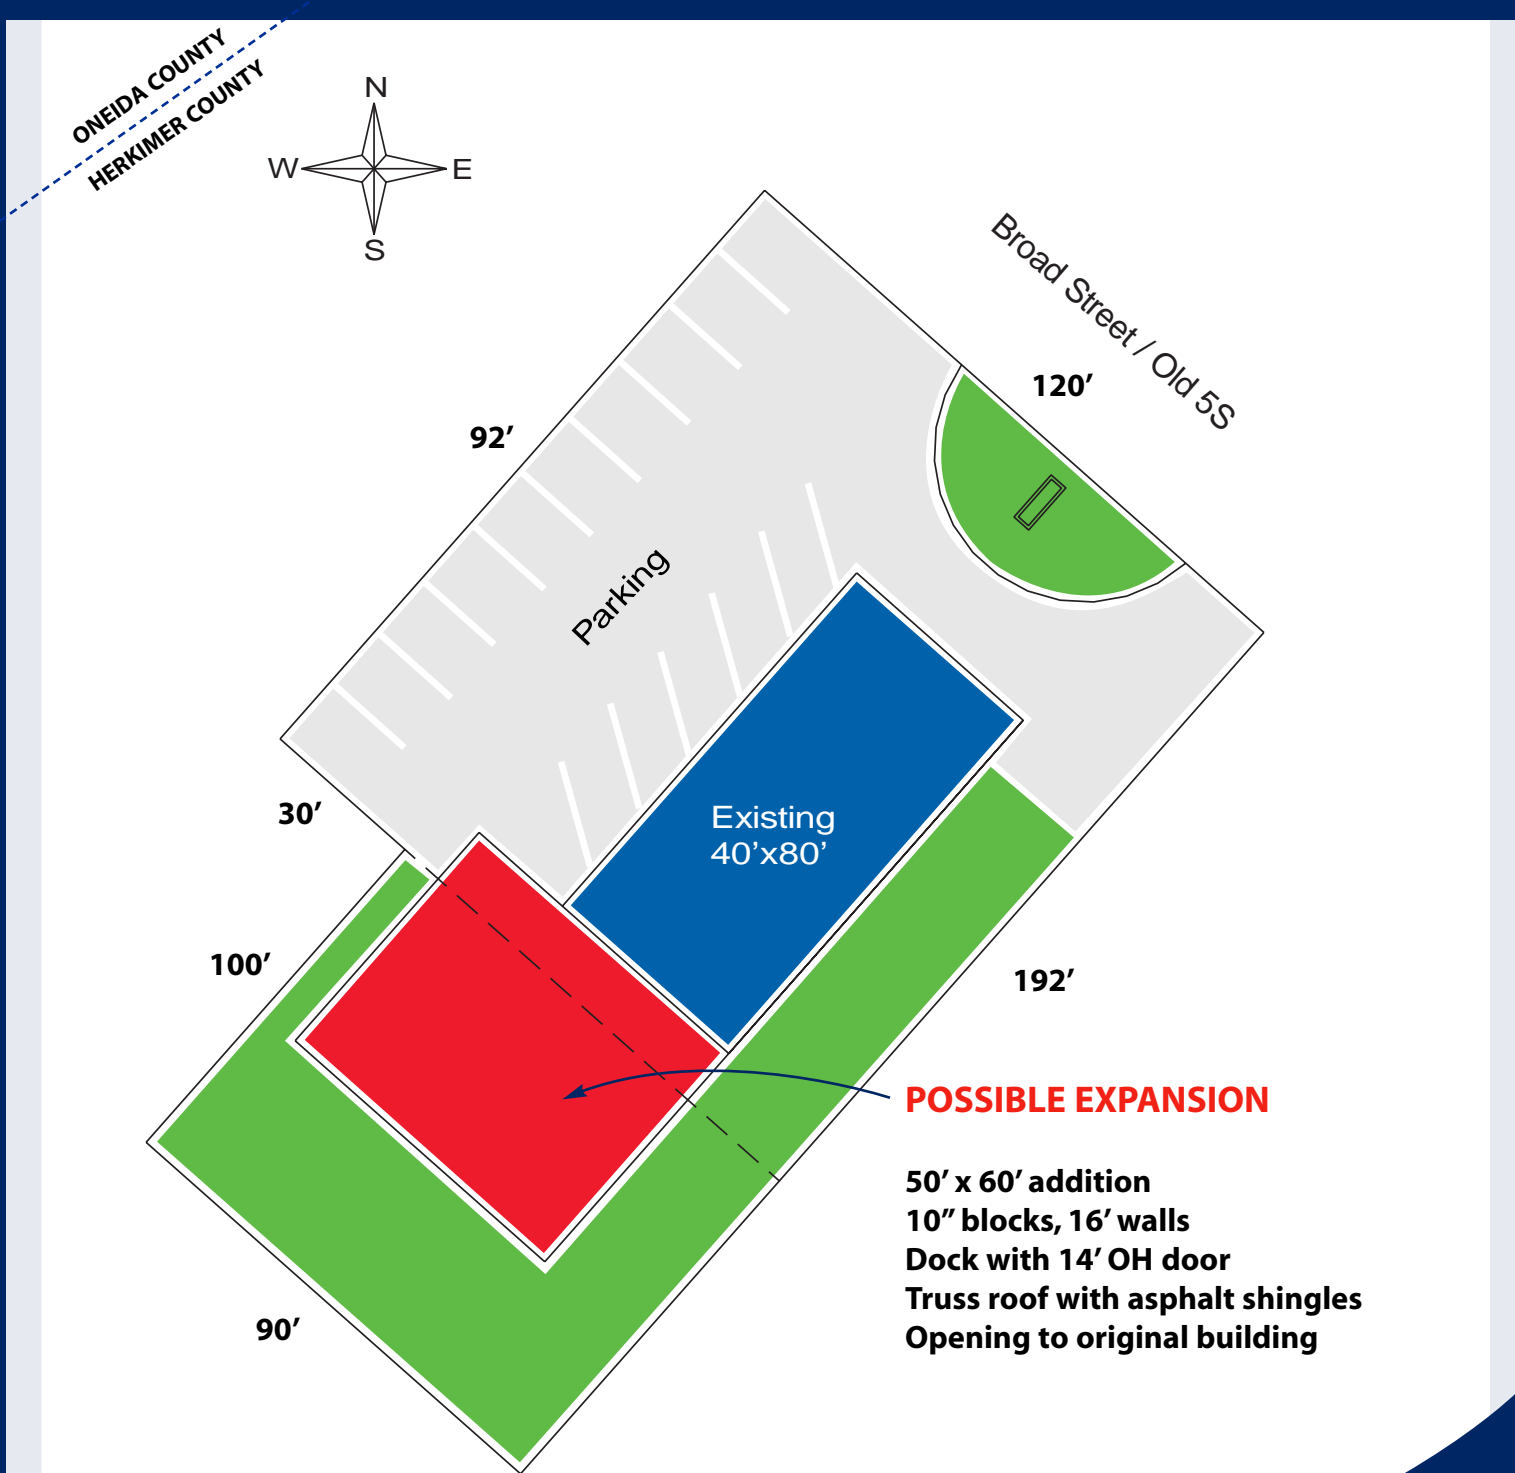 ONEIDA COUNTY
HERKIMER COUNTY
N
W
E
S
Broad Street / Old 5S
120’
92’
Parking
Existing
40’x80’
30’
100’
192’
POSSIBLE EXPANSION
50’ x 60’ addition
10” blocks, 16’ walls
Dock with 14’ OH door
Truss roof with asphalt shingles
Opening to original building
90’